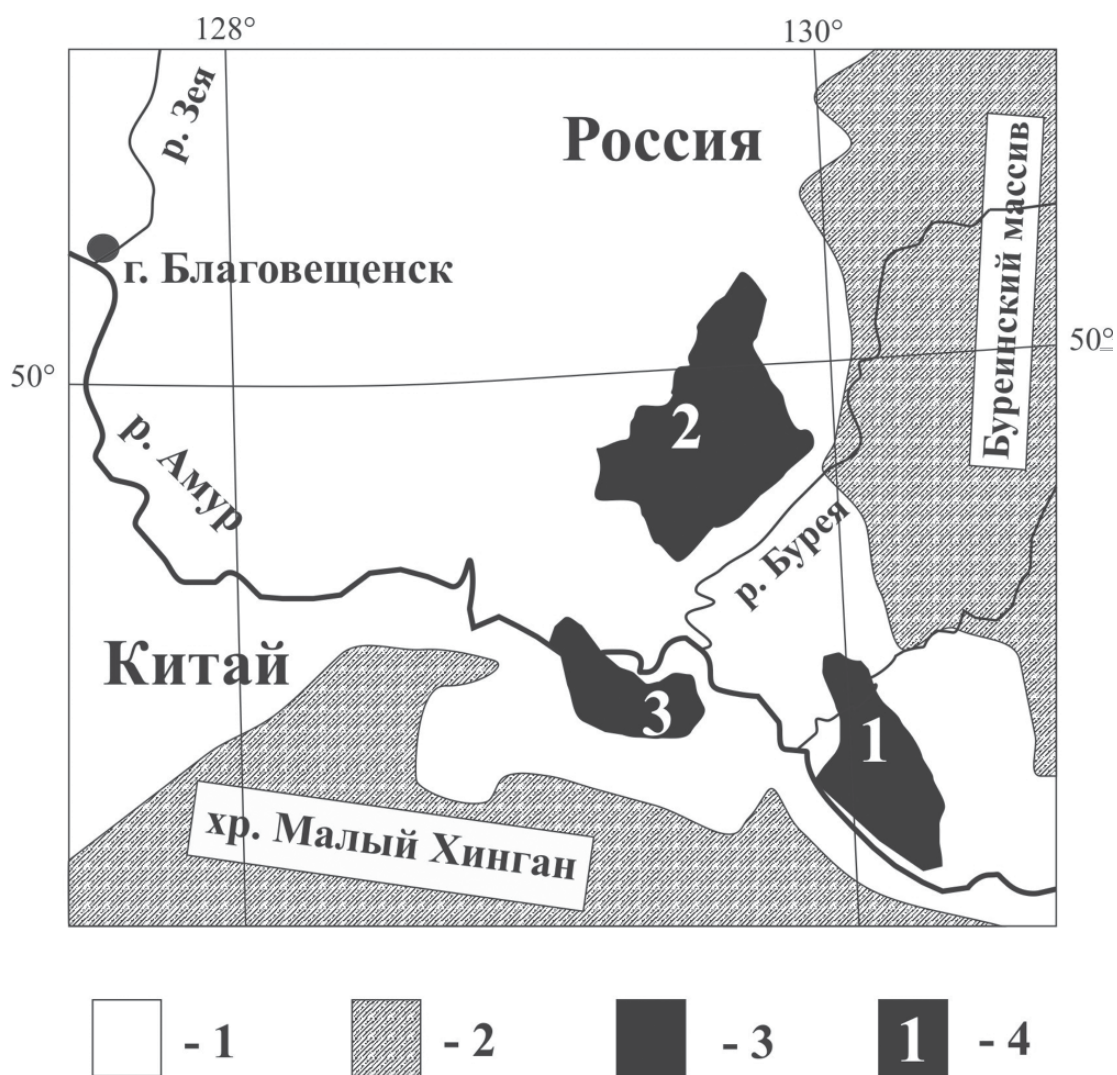 128°
130°
р. Зея
Россия
Буреинский массив
г. Благовещенск
50°
50°
2
р. Амур
р. Бурея
Китай
3
1
хр. Малый Хинган
- 1
- 2
- 3
1 - 4